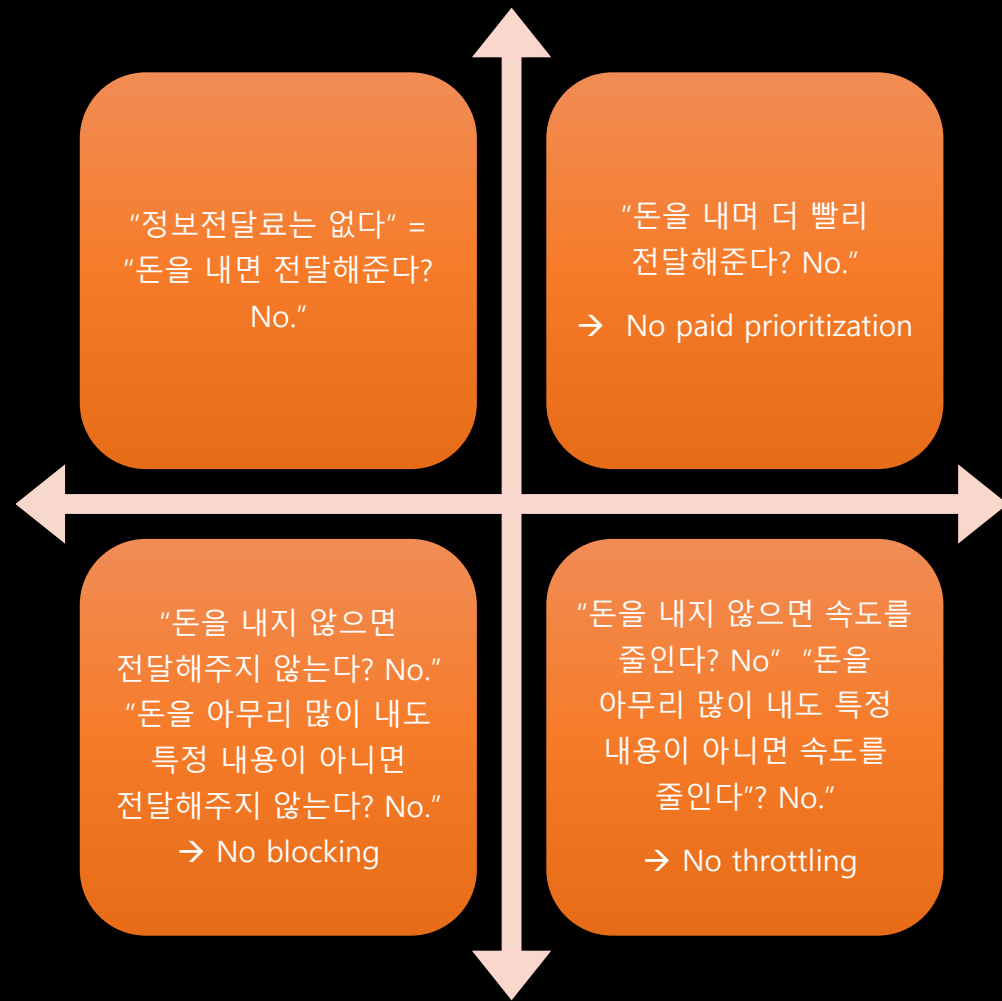 "정보전달료는 없다" =
"돈을 내면 전달해준다?
No."
"돈을 내며 더 빨리
전달해준다? No."
→ No paid prioritization
"돈을 내지 않으면
전달해주지 않는다? No."
"돈을 아무리 많이 내도
특정 내용이 아니면
전달해주지 않는다? No."
→ No blocking
"돈을 내지 않으면 속도를
줄인다? No" "돈을
아무리 많이 내도 특정
내용이 아니면 속도를
줄인다"? No."
→ No throttling